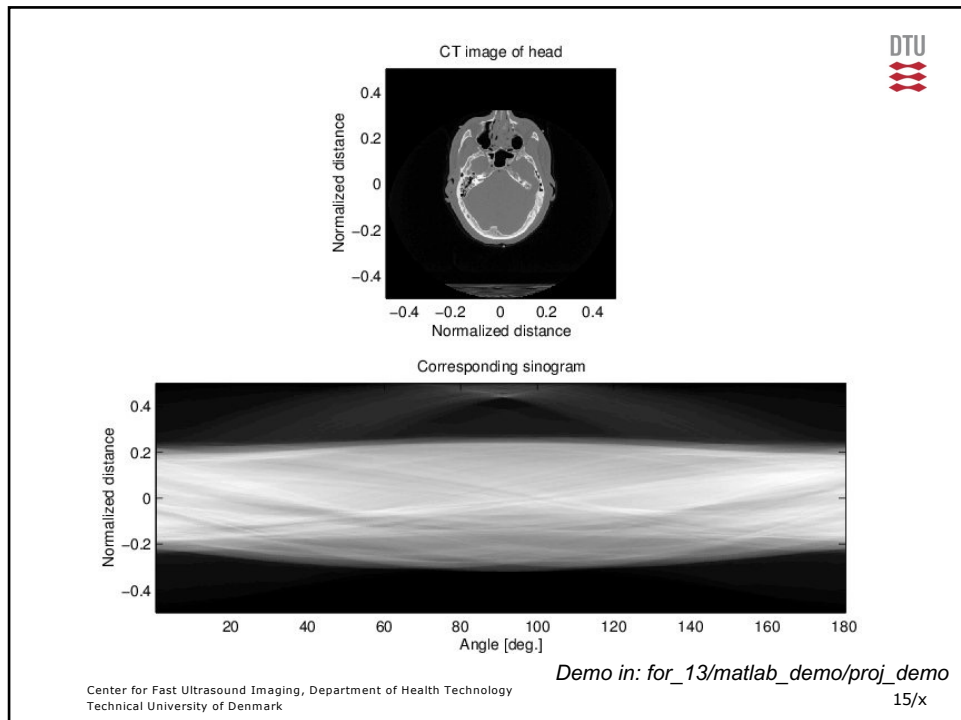 DTU
CT image of head
Normalized distance
0.4
0.2
0
−0.2
−0.4
−0.4 −0.2 0 0.2 0.4
Normalized distance
Corresponding sinogram
Normalized distance
0.4
0.2
0
−0.2
−0.4
20 40 60 80 100 120 140 160 180
Angle [deg.]
Demo in: for_13/matlab_demo/proj_demo
Center for Fast Ultrasound Imaging, Department of Health Technology
Technical University of Denmark
15/x